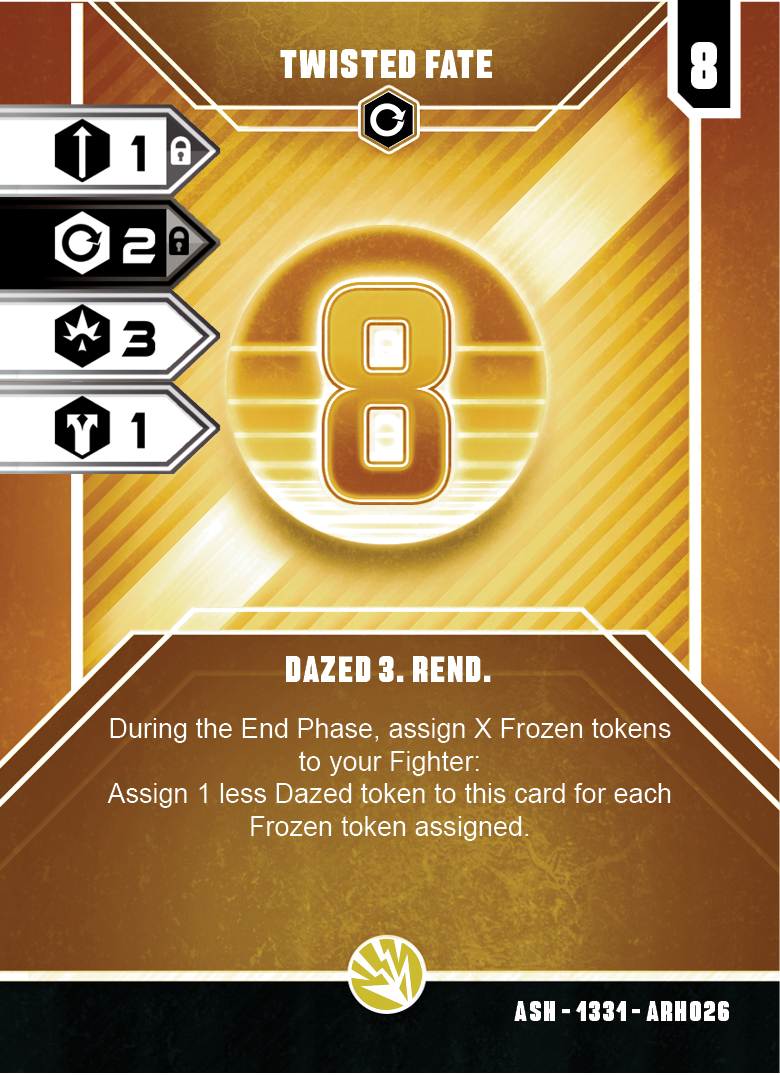 TWISTED FATE
8
1
2
3
1
8
DAZED 3. REND.
During the End Phase, assign X Frozen tokens
to your Fighter:
Assign 1 less Dazed token to this card for each
Frozen token assigned.
ASH - 1331 - ARH026